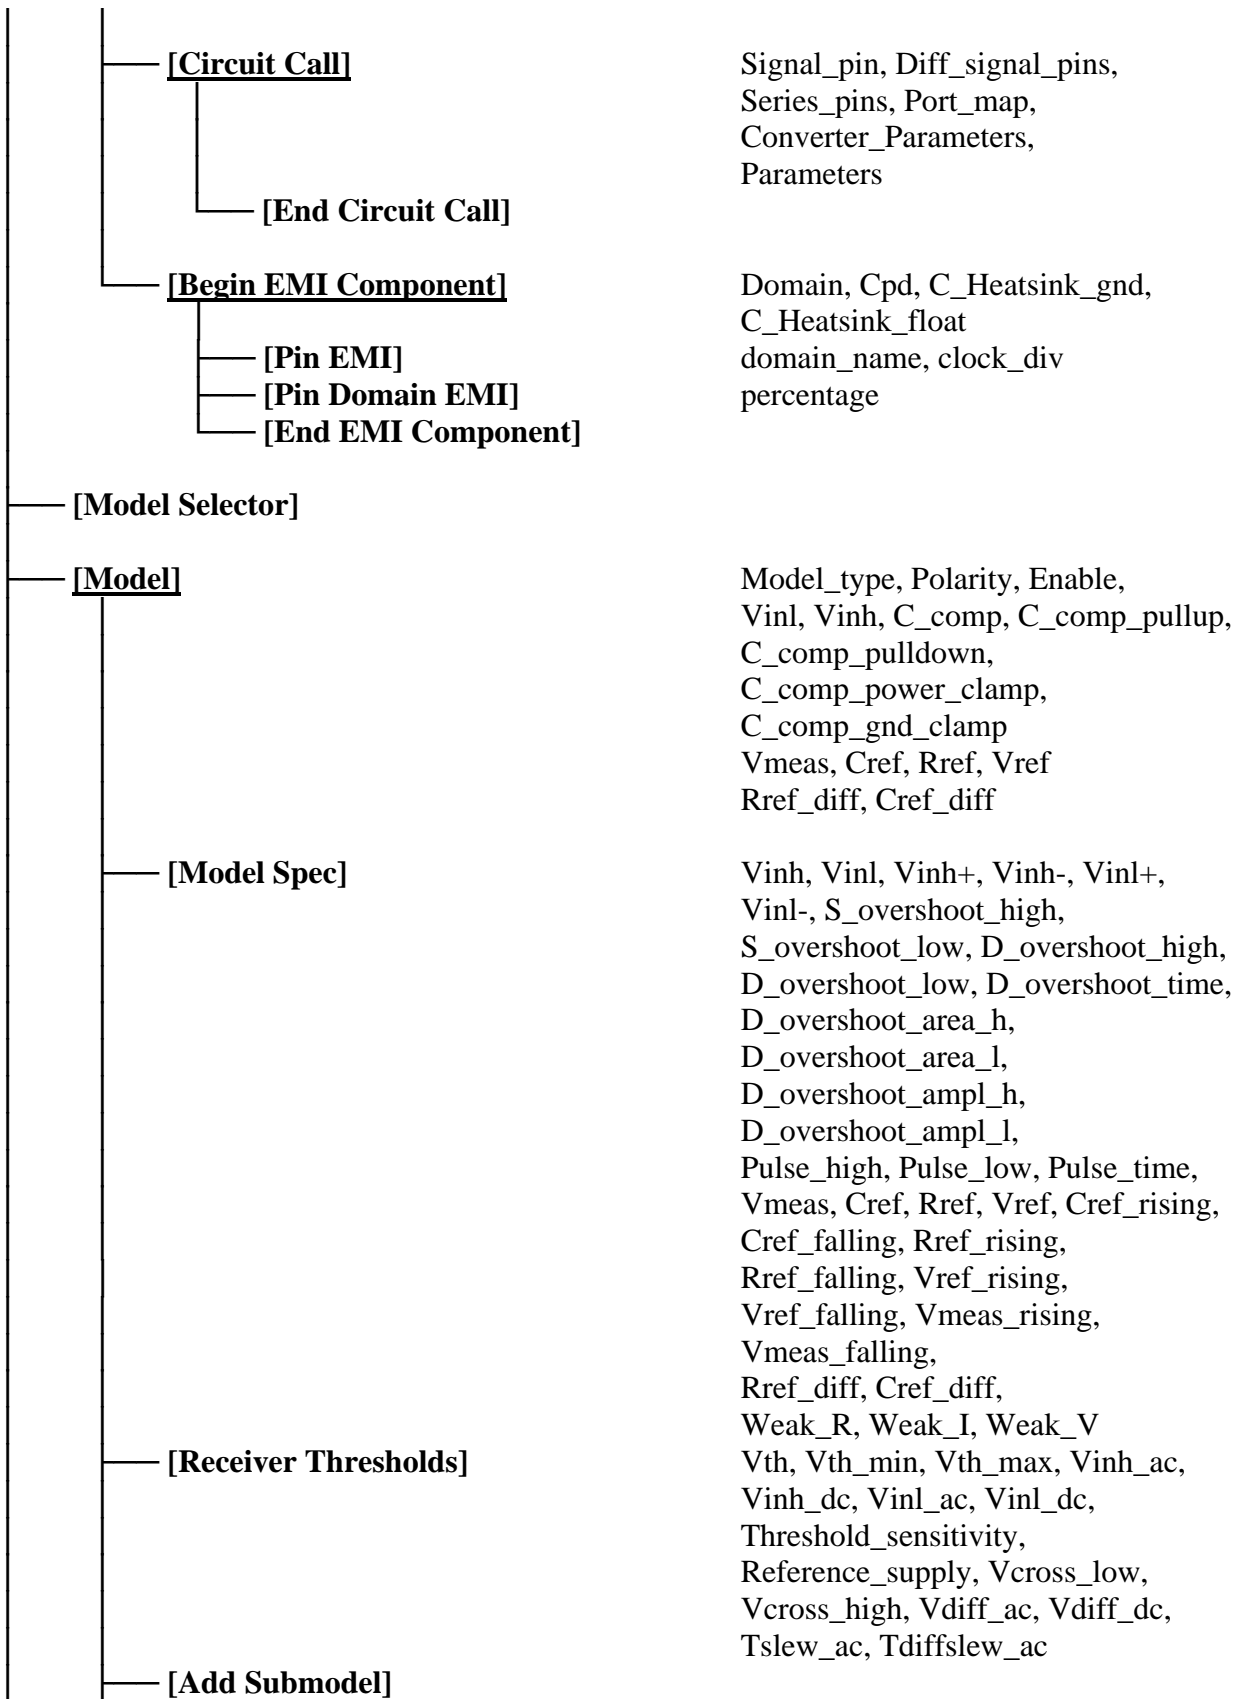 [Circuit Call] Signal_pin, Diff_signal_pins,
Series_pins, Port_map,
Converter_Parameters,
Parameters
[End Circuit Call]
[Begin EMI Component] Domain, Cpd, C_Heatsink_gnd,
C_Heatsink_float
[Pin EMI] domain_name, clock_div
[Pin Domain EMI] percentage
[End EMI Component]
[Model Selector]
[Model] Model_type, Polarity, Enable,
Vinl, Vinh, C_comp, C_comp_pullup,
C_comp_pulldown,
C_comp_power_clamp,
C_comp_gnd_clamp
Vmeas, Cref, Rref, Vref
Rref_diff, Cref_diff
[Model Spec] Vinh, Vinl, Vinh+, Vinh-, Vinl+,
Vinl-, S_overshoot_high,
S_overshoot_low, D_overshoot_high,
D_overshoot_low, D_overshoot_time,
D_overshoot_area_h,
D_overshoot_area_l,
D_overshoot_ampl_h,
D_overshoot_ampl_l,
Pulse_high, Pulse_low, Pulse_time,
Vmeas, Cref, Rref, Vref, Cref_rising,
Cref_falling, Rref_rising,
Rref_falling, Vref_rising,
Vref_falling, Vmeas_rising,
Vmeas_falling,
Rref_diff, Cref_diff,
Weak_R, Weak_I, Weak_V
[Receiver Thresholds] Vth, Vth_min, Vth_max, Vinh_ac,
Vinh_dc, Vinl_ac, Vinl_dc,
Threshold_sensitivity,
Reference_supply, Vcross_low,
Vcross_high, Vdiff_ac, Vdiff_dc,
Tslew_ac, Tdiffslew_ac
[Add Submodel]